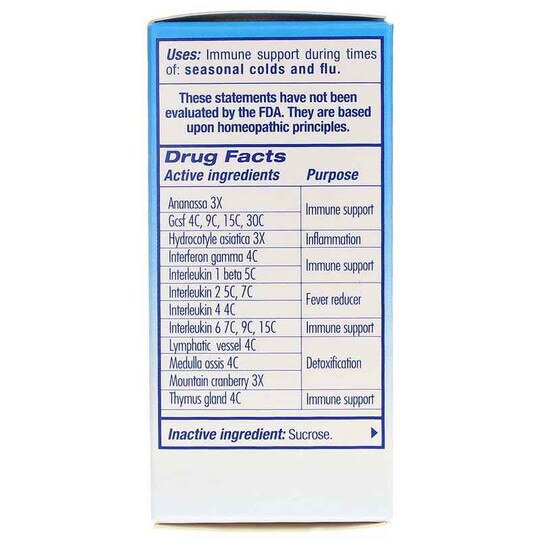 Uses: Immune support during times
of: seasonal colds and flu.
These statements have not been
evaluated by the FDA. They are based
upon homeopathic principles.
Drug Facts
Active ingredients Purpose
Ananassa 3X
Immune support
Gcsf 4C, 9C, 15C, 30C
Hydrocotyle asiatica 3X Inflammation
Interferon gamma 4C
Immune support
Interleukin 1 beta 5C
Interleukin 2 5C, 7C
Fever reducer
Interleukin 4 4C
Interleukin 6 7C, 9C, 15C Immune support
Lymphatic vessel 4C
Medulla ossis 4C Detoxification
Mountain cranberry 3X
Thymus gland 4C Immune support
Inactive ingredient: Sucrose.